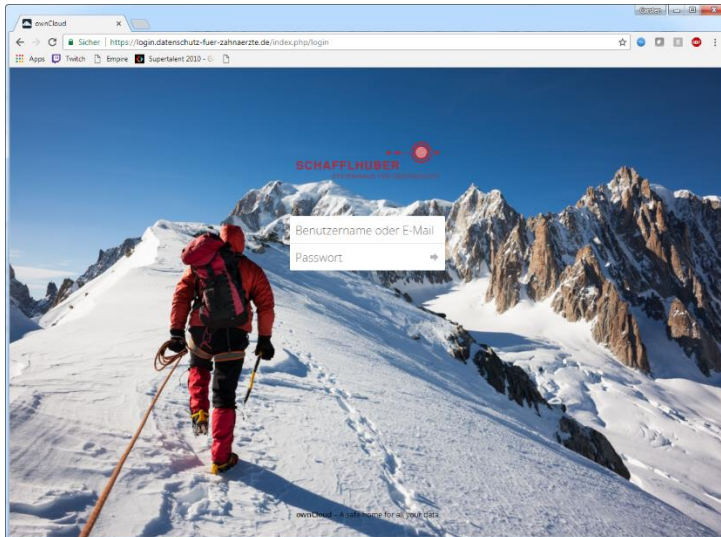 ownCloud
Sicher | https://login.datenschutz-fuer-zahnaerzte.de/index.php/login
Apps Twitch Empire Supertalent 2010 -
SCHAFFLHUBER
Benutzername oder E-Mail
Passwort
ownCloud – A safe home for all your data